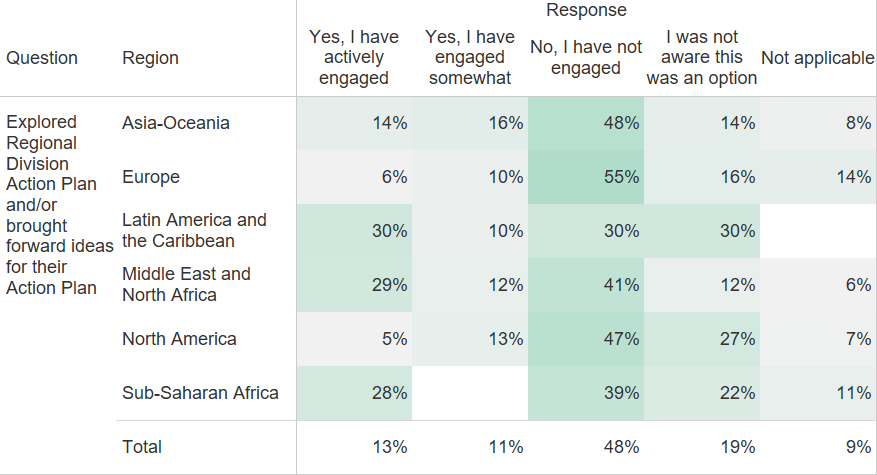 Response
Question Region Yes, I have actively engaged Yes, I have engaged somewhat No, I have not engaged I was not aware this was an option Not applicable
Explored Regional Division Action Plan and/or brought forward ideas for their Action Plan
Asia-Oceania 14% 16% 48% 14% 8%
Europe 6% 10% 55% 16% 14%
Latin America and the Caribbean 30% 10% 30% 30%
Middle East and North Africa 29% 12% 41% 12% 6%
North America 5% 13% 47% 27% 7%
Sub-Saharan Africa 28% 39% 22% 11%
Total 13% 11% 48% 19% 9%